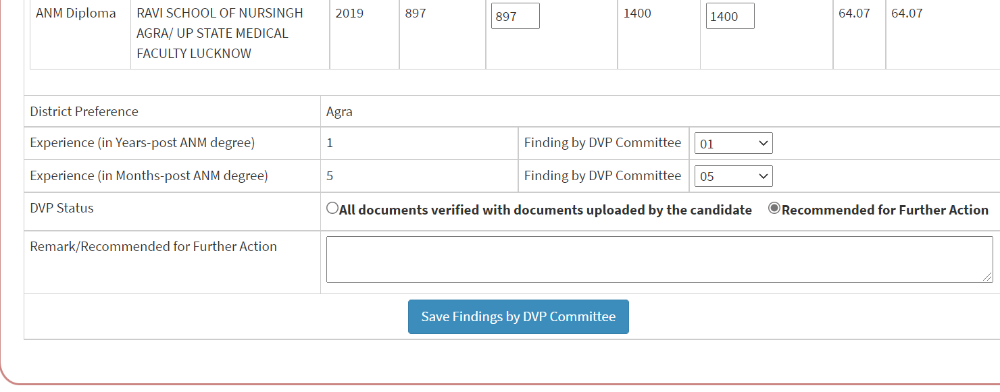 ANM Diploma RAVI SCHOOL OF NURSINGH 2019 897 897 1400 1400 64.07 64.07
AGRA/ UP STATE MEDICAL
FACULTY LUCKNOW
District Preference Agra
Experience (in Years-post ANM degree) 1 Finding by DVP Committee 01
Experience (in Months-post ANM degree) 5 Finding by DVP Committee 05
DVP Status All documents verified with documents uploaded by the candidate Recommended for Further Action
Remark/Recommended for Further Action
Save Findings by DVP Committee